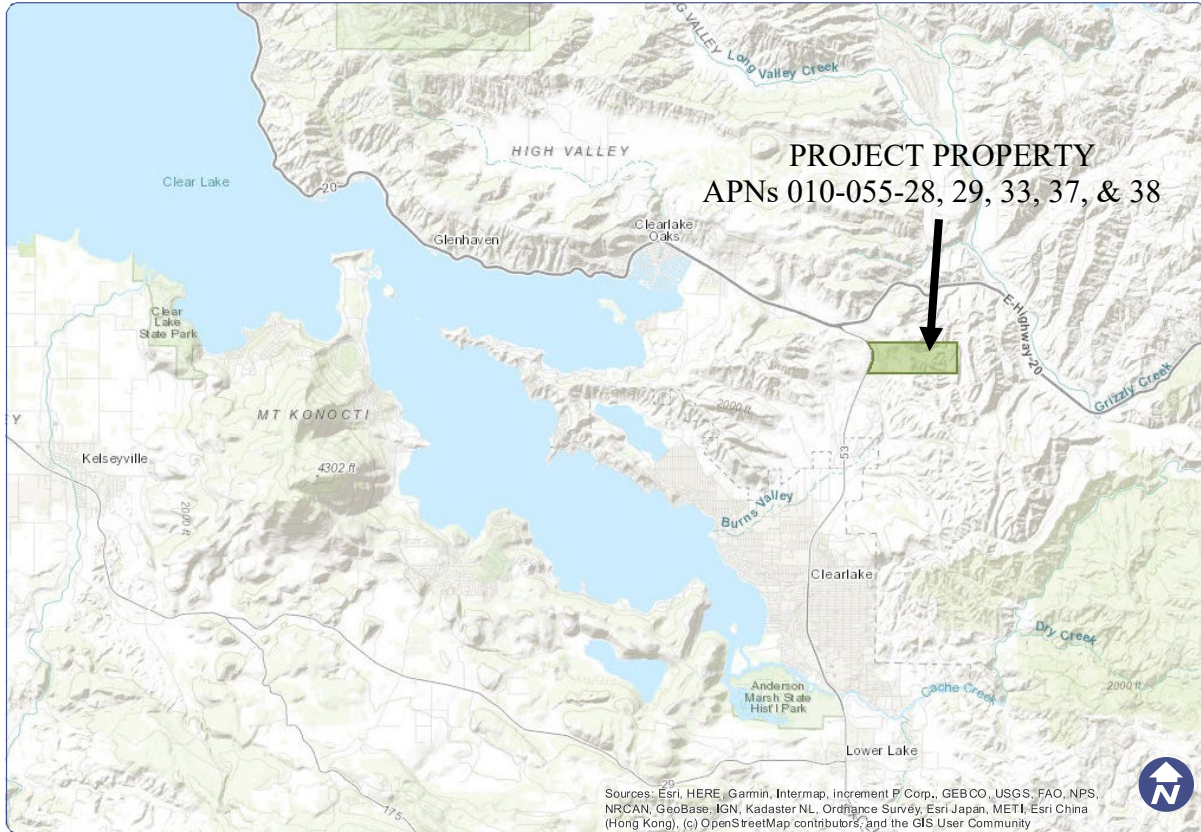 NG VALLEY
Long Valley Creek
HIGH VALLEY
PROJECT PROPERTY
APNs 010-055-28, 29, 33, 37, & 38
Clear Lake
20
Glenhaven
Clearlake
Oaks
E-Highway-20
Clear
Lake
State Park
Grizzly Creek
MT KONOCTI
2000 ft
EY
53
Kelseyville
4302 ft
2000 ft
Burns Valley
Clearlake
Dry Creek
2000 ft
Anderson
Marsh State
Hist'l Park
Cache Creek
Lower Lake
29
175
Sources: Esri, HERE, Garmin, Intermap, increment P Corp., GEBCO, USGS, FAO, NPS,
NRCAN, GeoBase, IGN, Kadaster NL, Ordnance Survey, Esri Japan, METI, Esri China
(Hong Kong), (c) OpenStreetMap contributors, and the GIS User Community
N